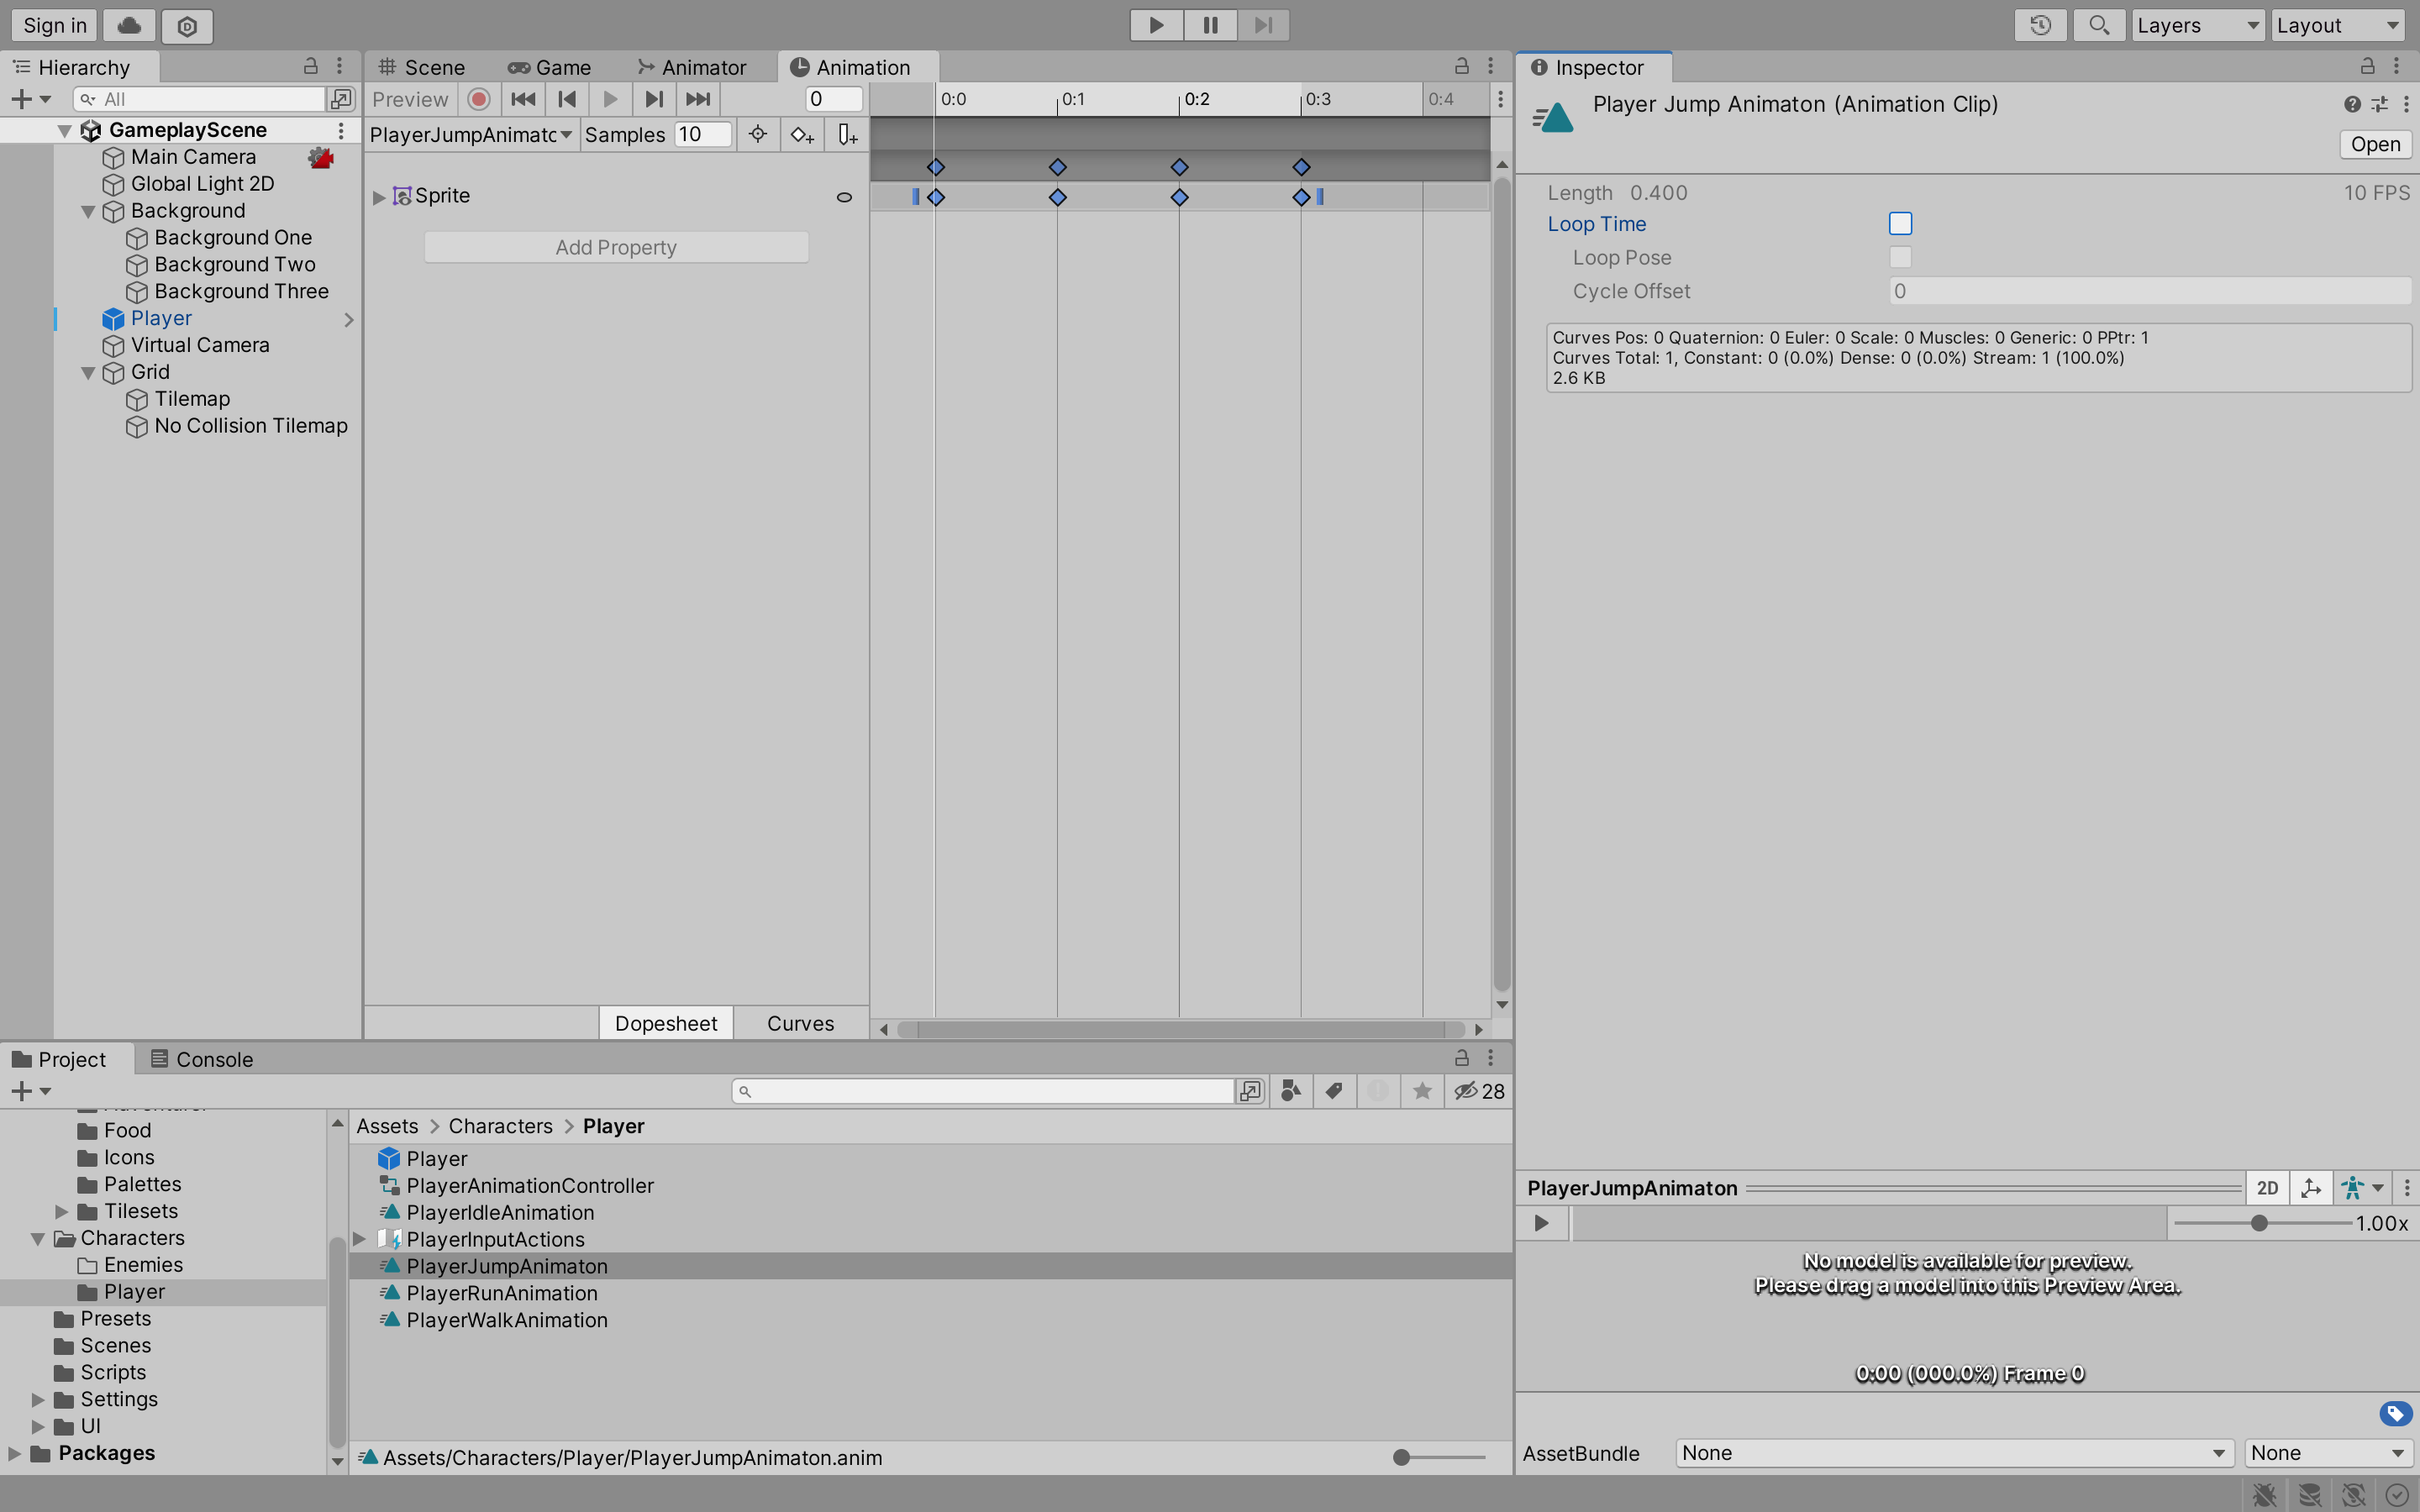 Sign in
Layers
Layout
Hierarchy
All
GameplayScene
Main Camera
Global Light 2D
Background
Background One
Background Two
Background Three
Player
Virtual Camera
Grid
Tilemap
No Collision Tilemap
Scene
Game
Animator
Animation
Preview
0
0:0
0:1
0:2
0:3
0:4
PlayerJumpAnimatc
Samples
10
Sprite
Add Property
Dopesheet
Curves
Inspector
Player Jump Animaton (Animation Clip)
Open
Length 0.400
10 FPS
Loop Time
Loop Pose
Cycle Offset
0
Curves Pos: 0 Quaternion: 0 Euler: 0 Scale: 0 Muscles: 0 Generic: 0 PPtr: 1
Curves Total: 1, Constant: 0 (0.0%) Dense: 0 (0.0%) Stream: 1 (100.0%)
2.6 KB
Project
Console
28
Food
Icons
Palettes
Tilesets
Characters
Enemies
Player
Presets
Scenes
Scripts
Settings
UI
Packages
Assets > Characters > Player
Player
PlayerAnimationController
PlayerIdleAnimation
PlayerInputActions
PlayerJumpAnimaton
PlayerRunAnimation
PlayerWalkAnimation
Assets/Characters/Player/PlayerJumpAnimaton.anim
PlayerJumpAnimaton
2D
1.00x
No model is available for preview.
Please drag a model into this Preview Area.
0:00 (000.0%) Frame 0
AssetBundle
None
None